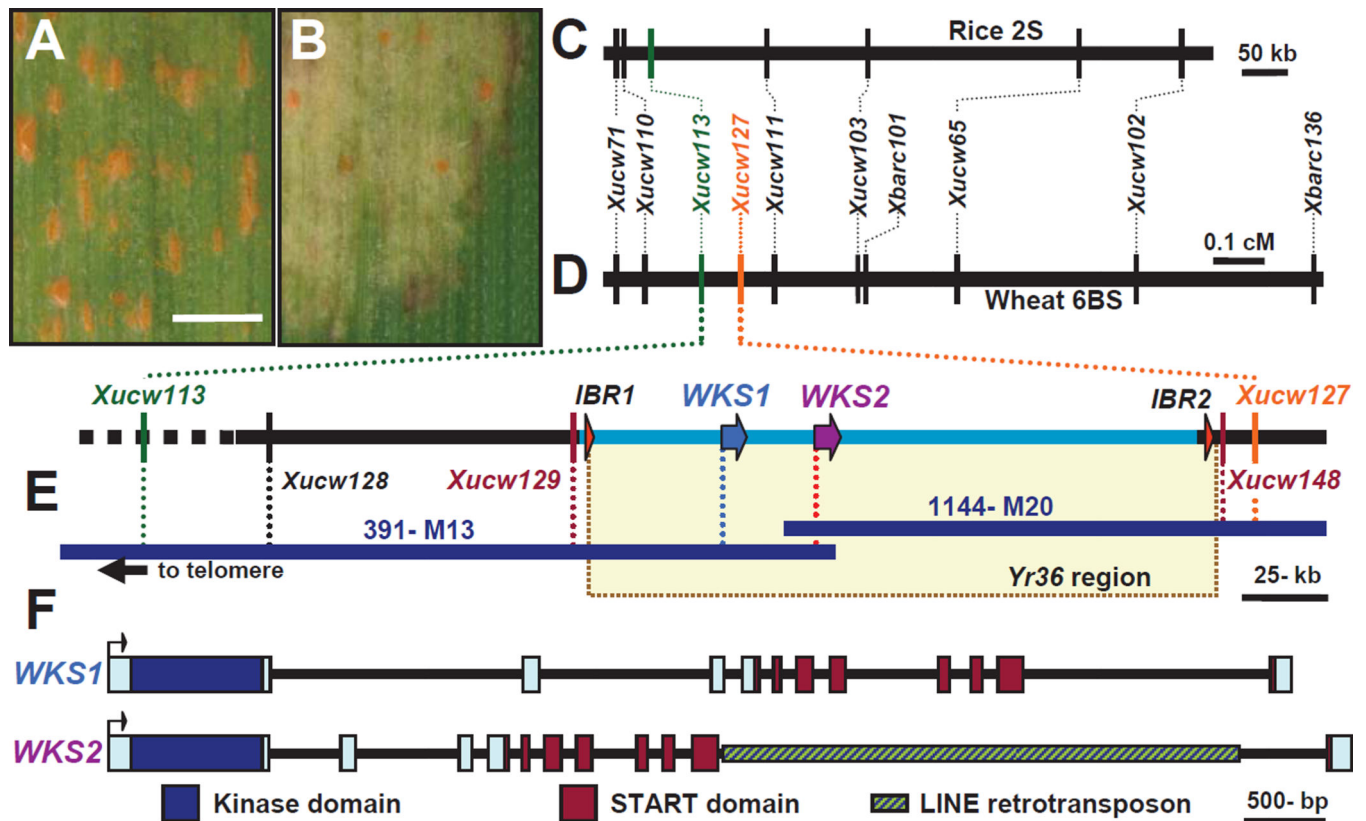 A
B
C
Rice 2S
50 kb
Xucw71
Xucw110
Xucw113
Xucw127
Xucw111
Xucw103
Xbarc101
Xucw65
Xucw102
Xbarc136
0.1 cM
D
Wheat 6BS
Xucw113
IBR1
WKS1
WKS2
IBR2
Xucw127
E
Xucw128
Xucw129
Xucw148
391- M13
1144- M20
to telomere
Yr36 region
25- kb
F
WKS1
WKS2
Kinase domain
START domain
LINE retrotransposon
500- bp